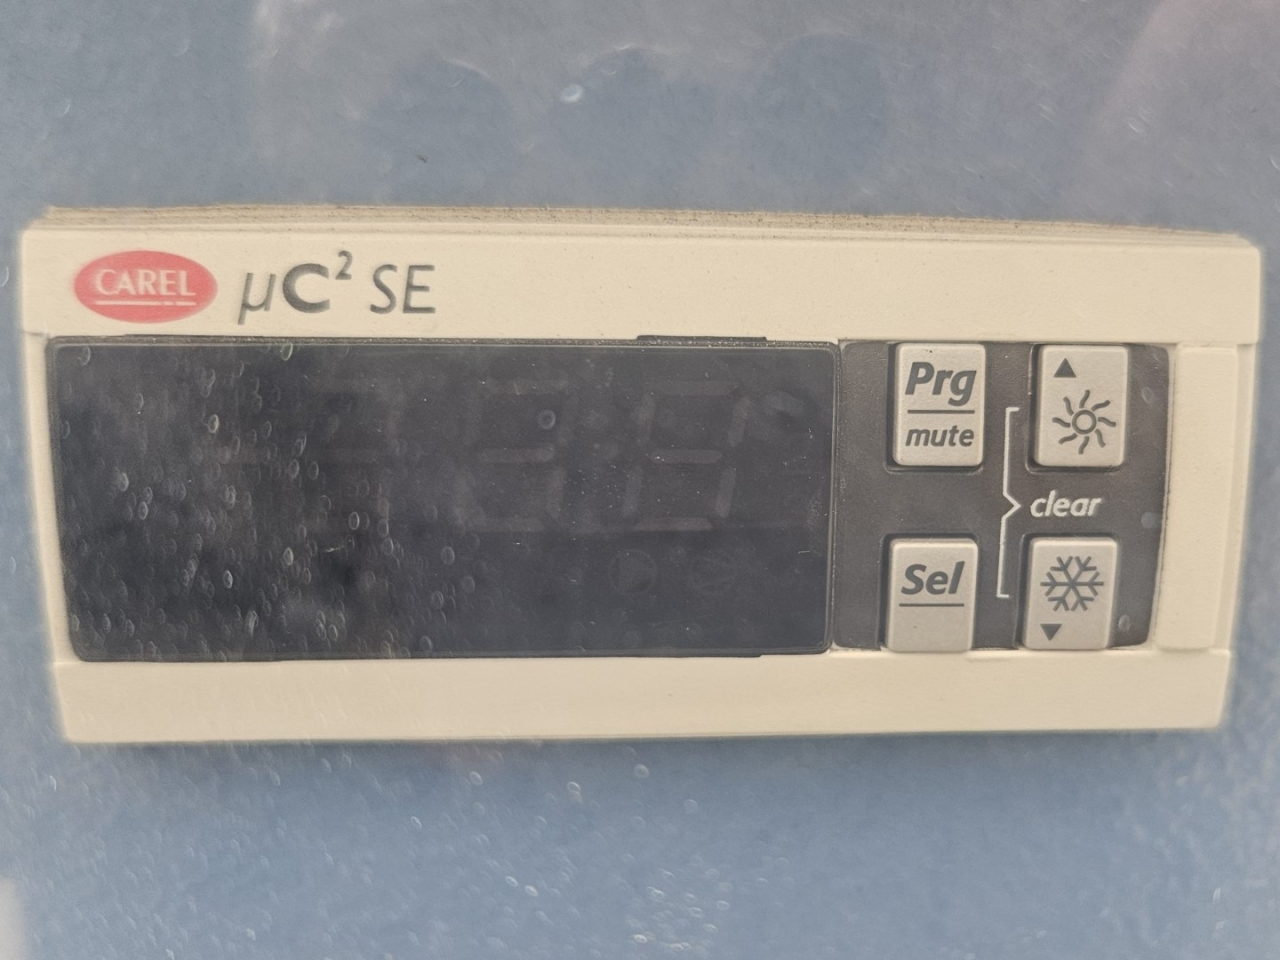 CAREL µC² SE
Prg
mute
clear
Sel